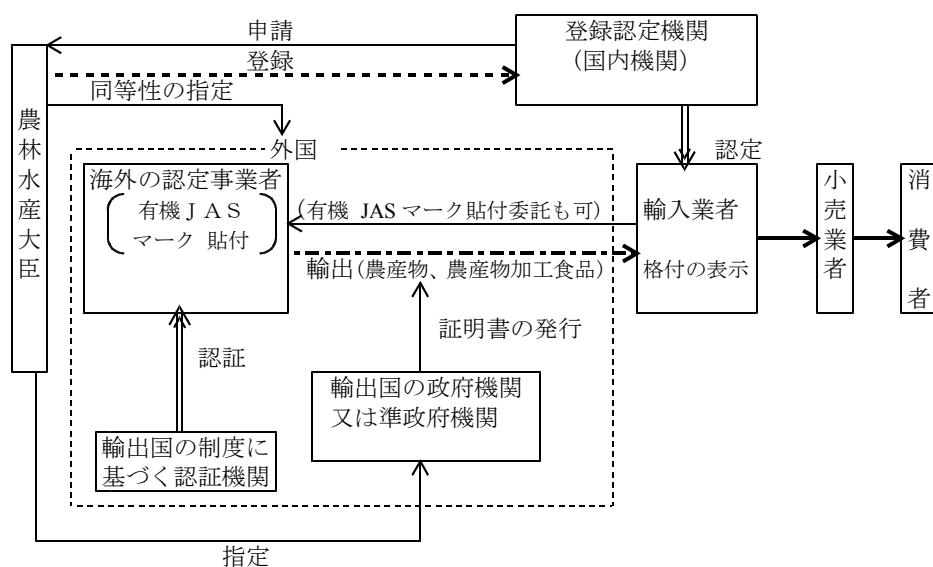 申請
登録
同等性の指定
登録認定機関
（国内機関）
農林水産大臣
外国
認定
海外の認定事業者
有機ＪＡＳ
マーク 貼付
（有機 JASマーク貼付委託も可）
輸入業者
格付の表示
小売業者
消費者
輸出（農産物、農産物加工食品）
証明書の発行
認証
輸出国の政府機関
又は準政府機関
輸出国の制度に
基づく認証機関
指定